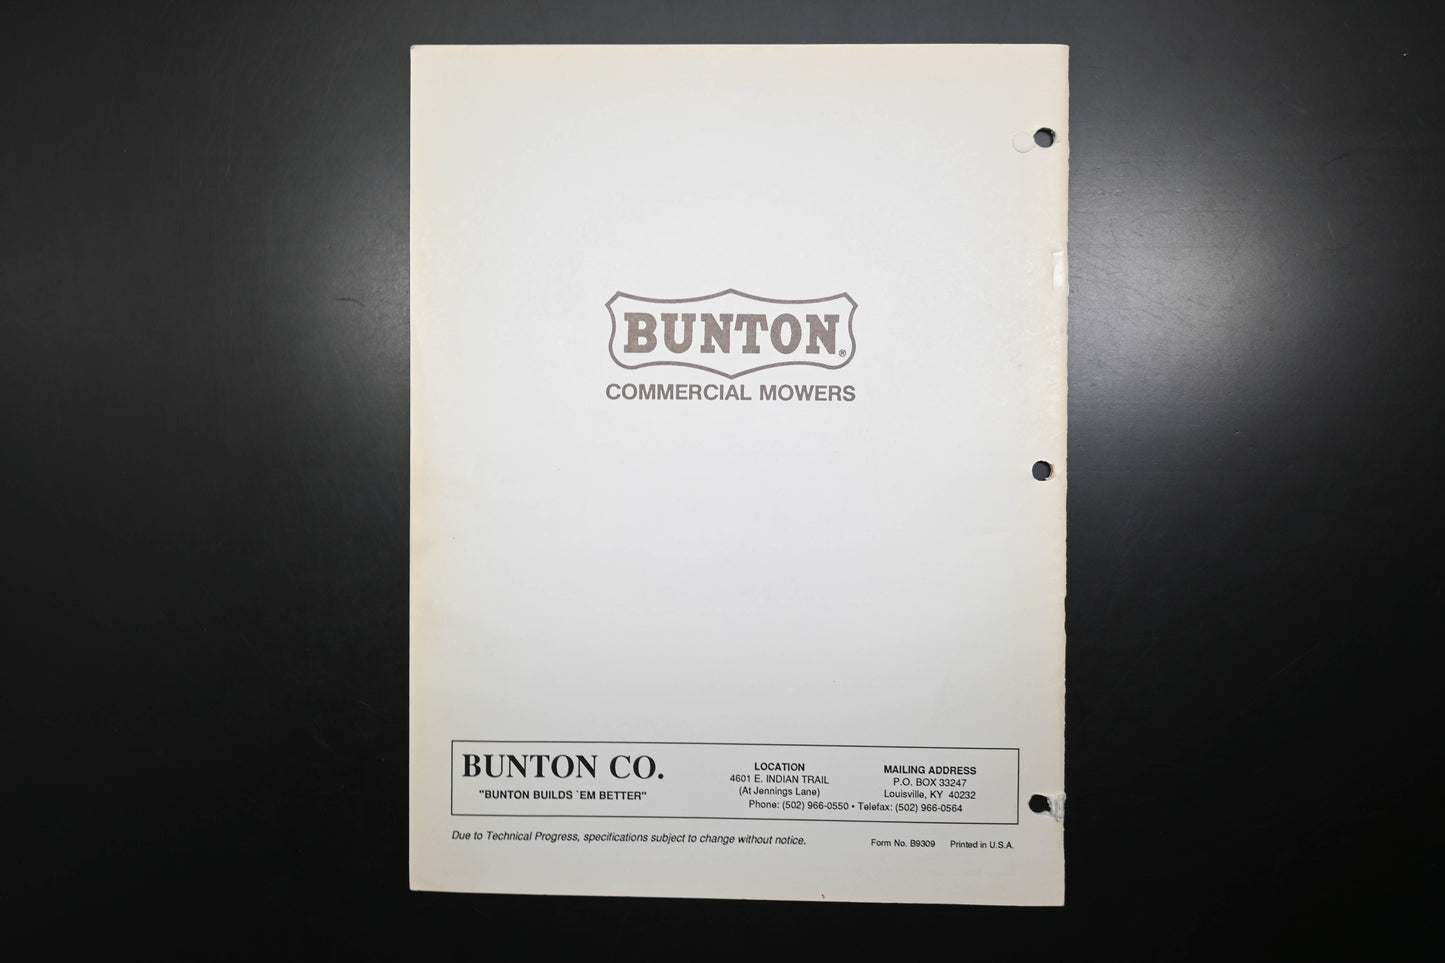 BUNTON®
COMMERCIAL MOWERS
BUNTON CO.
"BUNTON BUILDS `EM BETTER"
LOCATION
4601 E. INDIAN TRAIL
(At Jennings Lane)
MAILING ADDRESS
P.O. BOX 33247
Louisville, KY 40232
Phone: (502) 966-0550 • Telefax: (502) 966-0564
Due to Technical Progress, specifications subject to change without notice.
Form No. B9309 Printed in U.S.A.